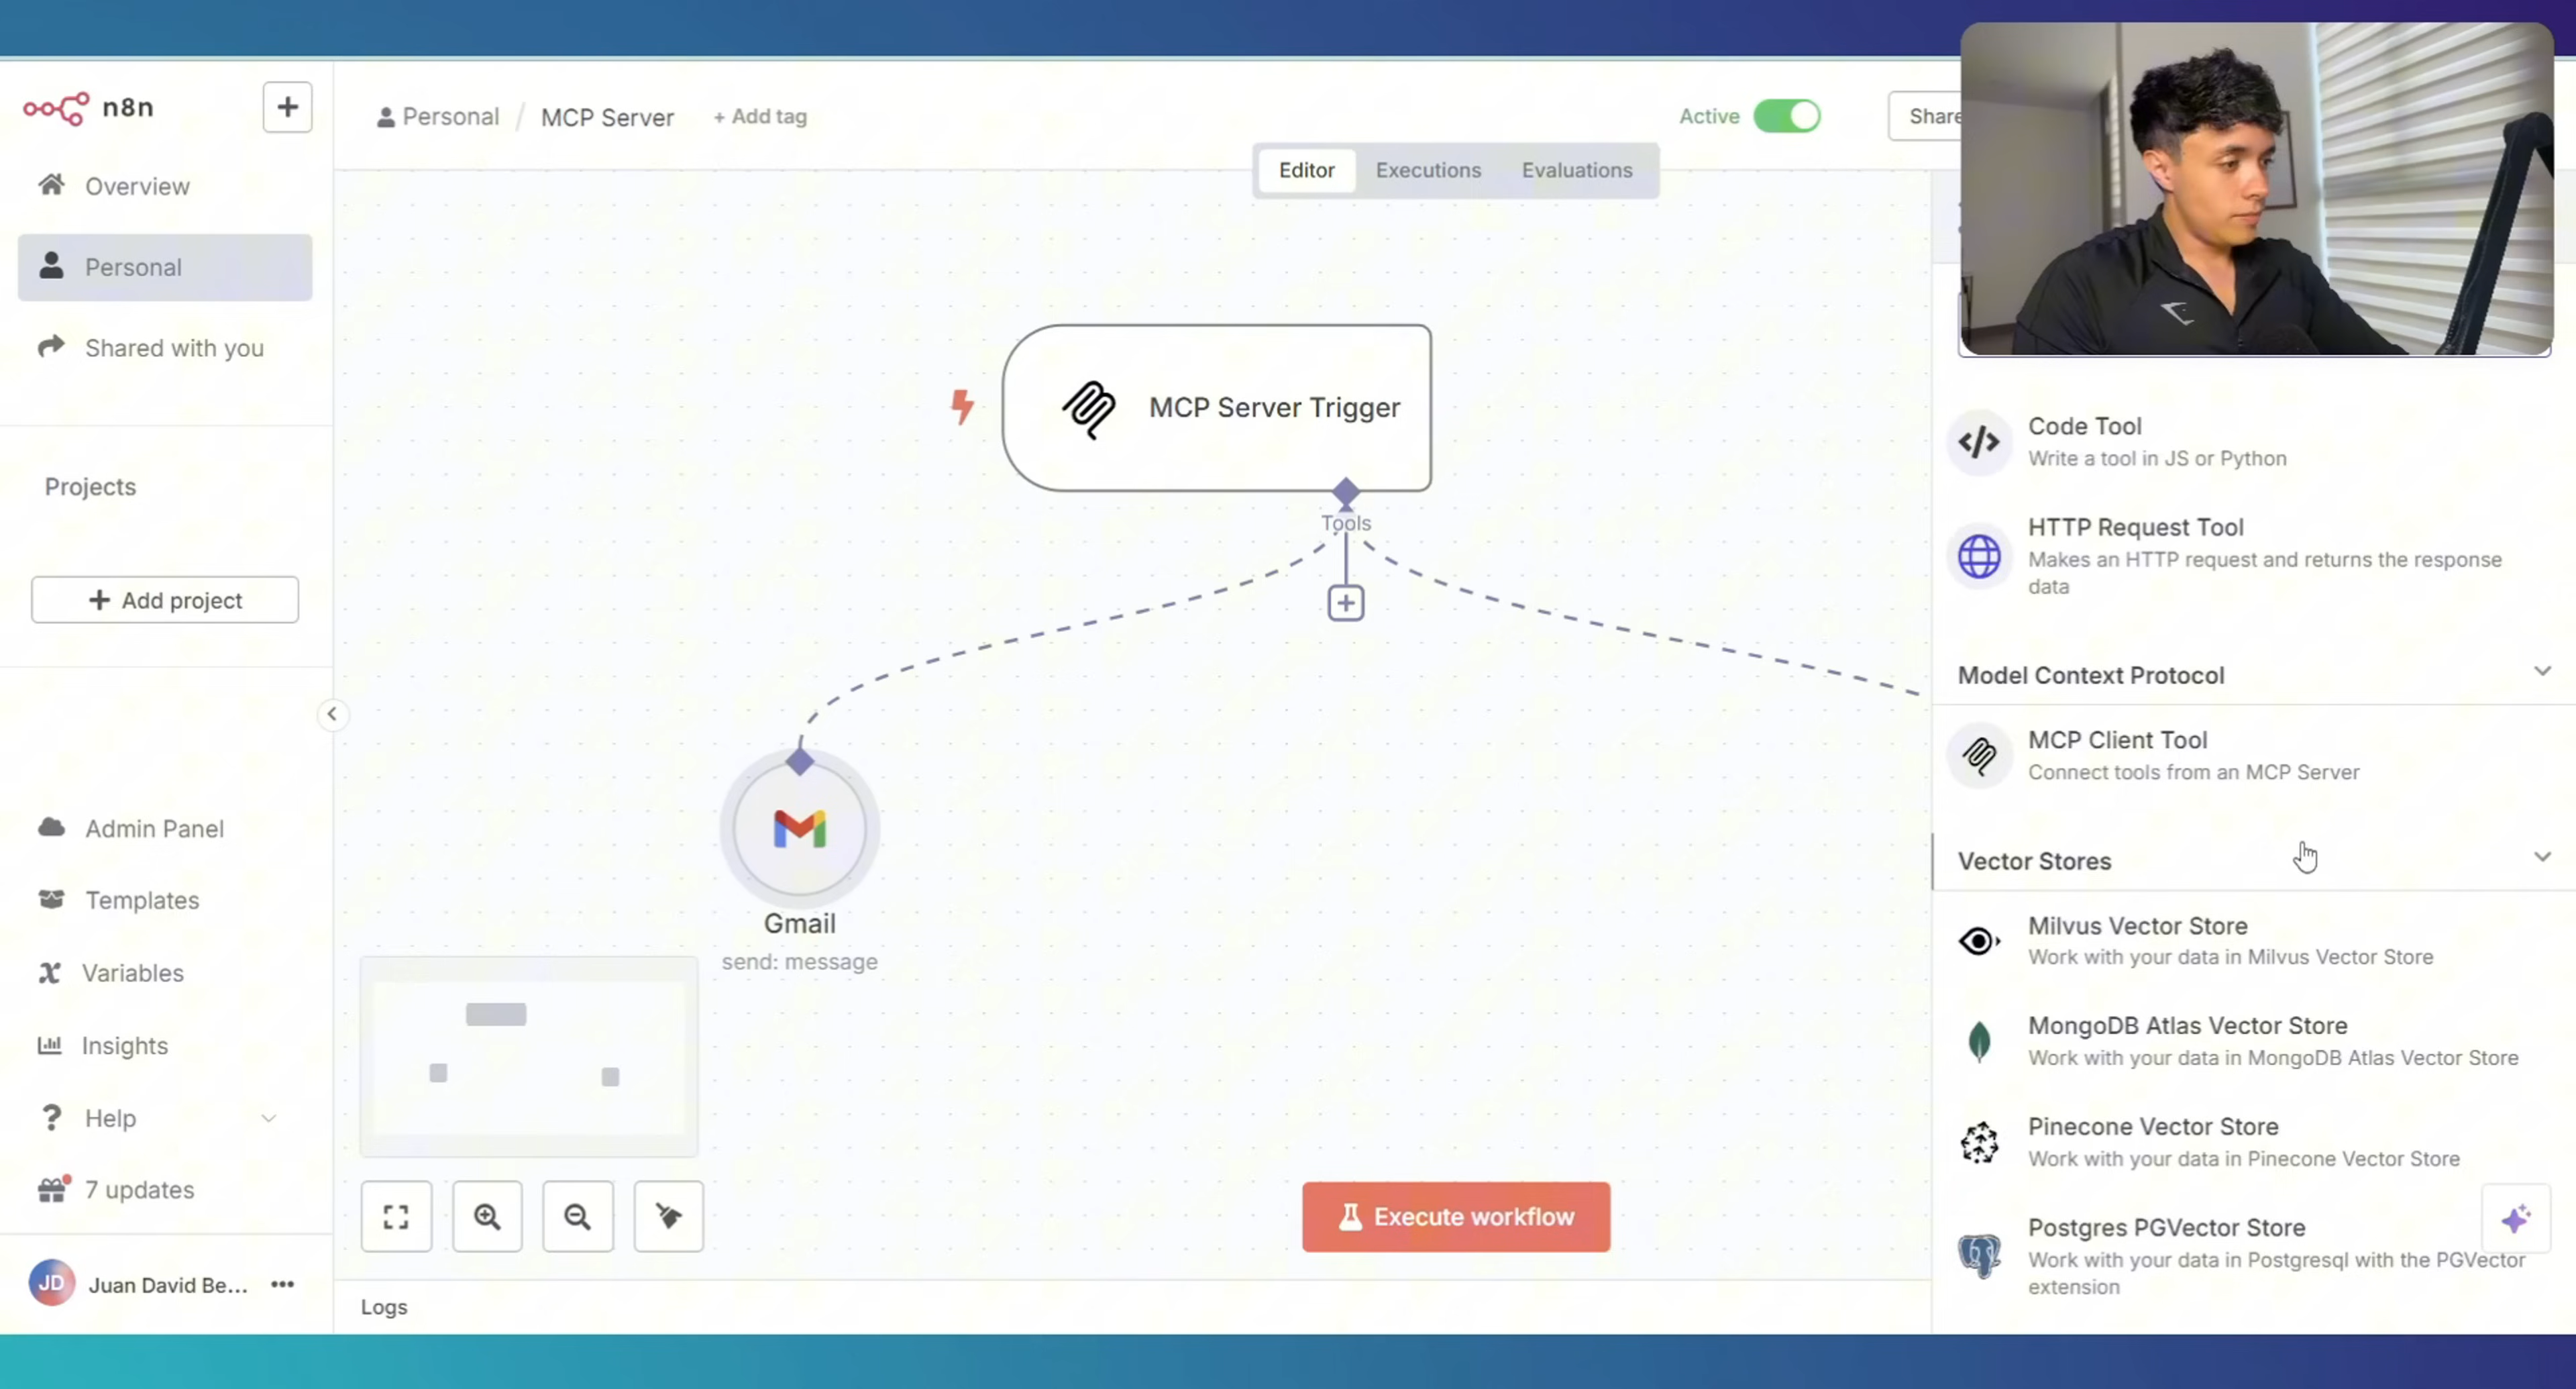 n8n
Overview
Personal
Shared with you
Projects
Add project
Admin Panel
Templates
Variables
Insights
Help
7 updates
JD
Juan David Be...
Personal / MCP Server + Add tag
Active
Share
Editor
Executions
Evaluations
MCP Server Trigger
Tools
Gmail
send: message
Execute workflow
Logs
Code Tool
Write a tool in JS or Python
HTTP Request Tool
Makes an HTTP request and returns the response
data
Model Context Protocol
MCP Client Tool
Connect tools from an MCP Server
Vector Stores
Milvus Vector Store
Work with your data in Milvus Vector Store
MongoDB Atlas Vector Store
Work with your data in MongoDB Atlas Vector Store
Pinecone Vector Store
Work with your data in Pinecone Vector Store
Postgres PGVector Store
Work with your data in Postgresql with the PGVector
extension